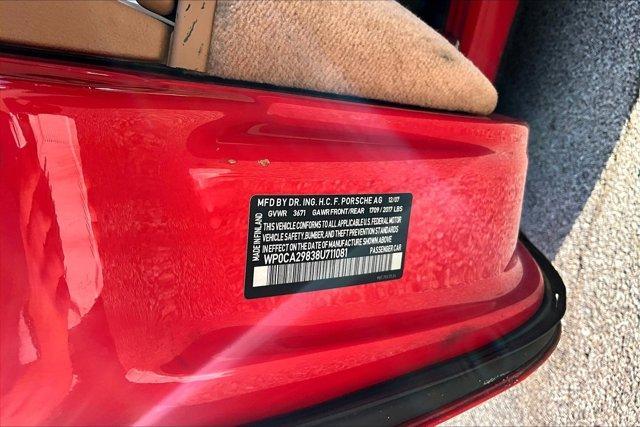 MFD BY DR. ING. H.C. F. PORSCHE AG 12/07
GVWR 3671 GAWR FRONT/REAR 1709 / 2017 LBS
THIS VEHICLE CONFORMS TO ALL APPLICABLE U.S. FEDERAL MOTOR
VEHICLE SAFETY, BUMPER, AND THEFT PREVENTION STANDARDS
IN EFFECT ON THE DATE OF MANUFACTURE SHOWN ABOVE
WP0CA29838U711081 PASSENGER CAR
MADE IN FINLAND